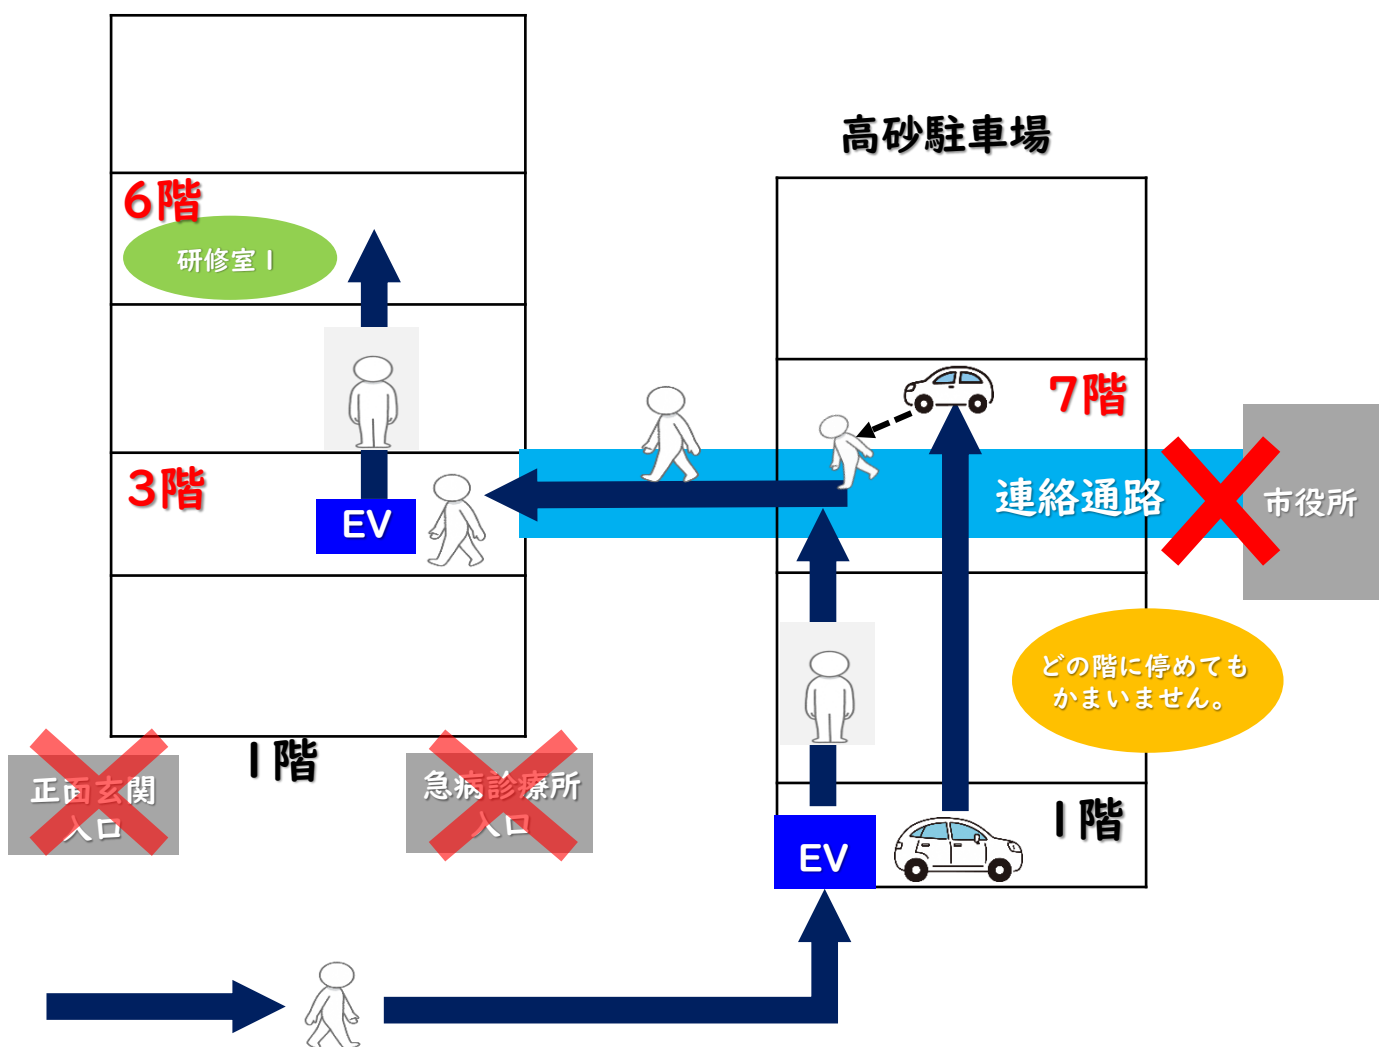 高砂駐車場
6階
研修室1
7階
3階
EV
連絡通路
市役所
どの階に停めても
かまいません。
1階
正面玄関
入口
急病診療所
入口
1階
EV